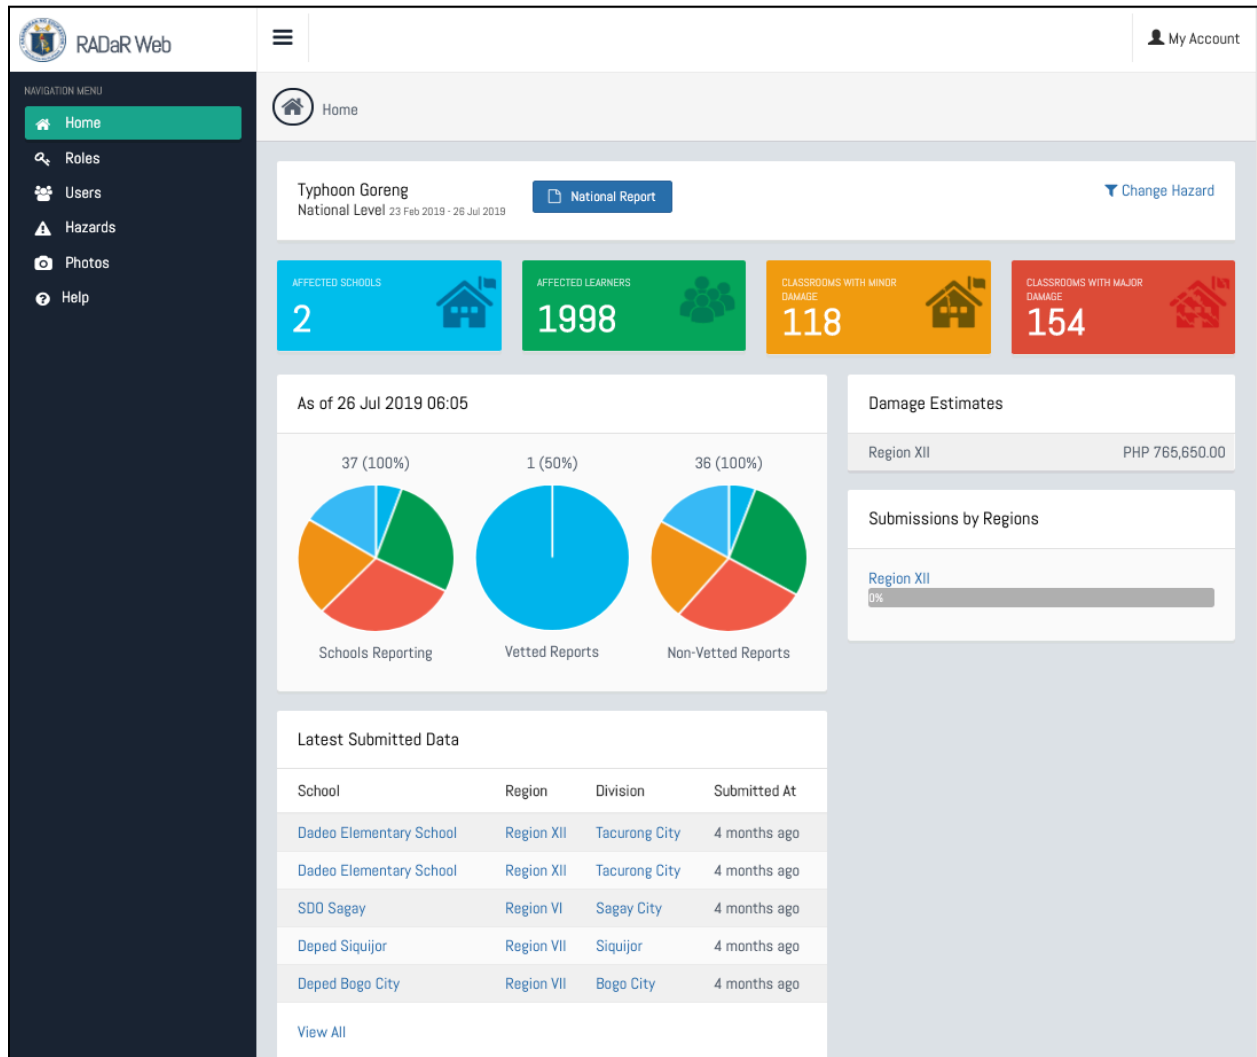 RADaR Web
My Account
NAVIGATION MENU
Home
Roles
Users
Hazards
Photos
Help
Home
Typhoon Goreng
National Level 23 Feb 2019 - 26 Jul 2019
National Report
Change Hazard
AFFECTED SCHOOLS
2
AFFECTED LEARNERS
1998
CLASSROOMS WITH MINOR
DAMAGE
118
CLASSROOMS WITH MAJOR
DAMAGE
154
As of 26 Jul 2019 06:05
37 (100%)
1 (50%)
36 (100%)
Schools Reporting
Vetted Reports
Non-Vetted Reports
Damage Estimates
Region XII PHP 765,650.00
Submissions by Regions
Region XII
0%
Latest Submitted Data
School Region Division Submitted At
Dadeo Elementary School Region XII Tacurong City 4 months ago
Dadeo Elementary School Region XII Tacurong City 4 months ago
SDO Sagay Region VI Sagay City 4 months ago
Deped Siquijor Region VII Siquijor 4 months ago
Deped Bogo City Region VII Bogo City 4 months ago
View All